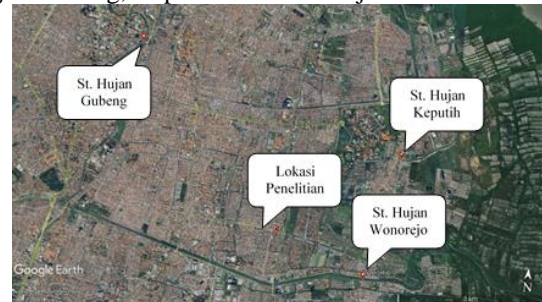 St. Hujan
Gubeng
St. Hujan
Keputih
Lokasi
Penelitian
St. Hujan
Wonorejo
Google Earth
N